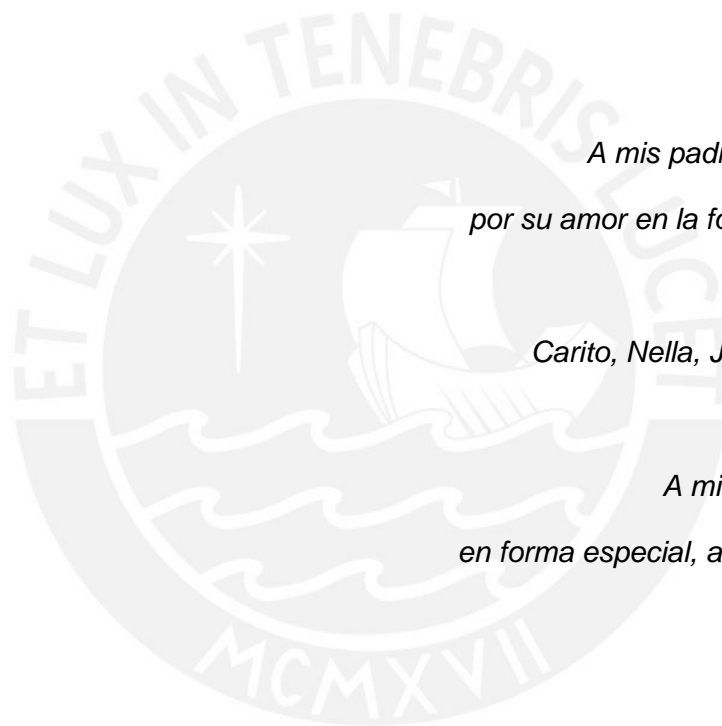 ET LUX IN TENEBRIS LUCET
A mis
por su amor en la fo
Carito, Nella, J
A mi
en forma especial, a
MCMXVII